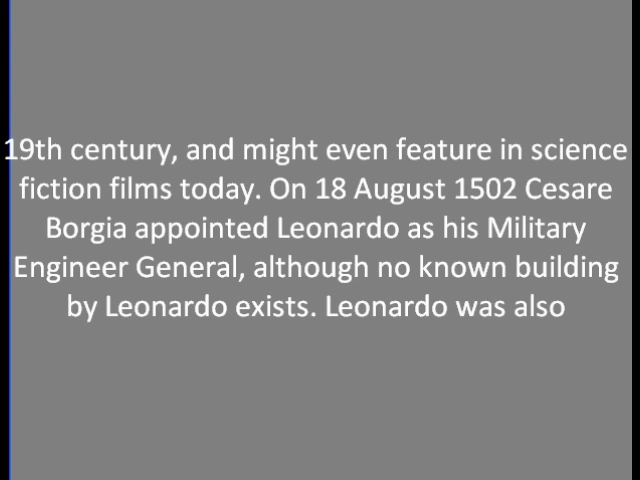 19th century, and might even feature in science
fiction films today. On 18 August 1502 Cesare
Borgia appointed Leonardo as his Military
Engineer General, although no known building
by Leonardo exists. Leonardo was also